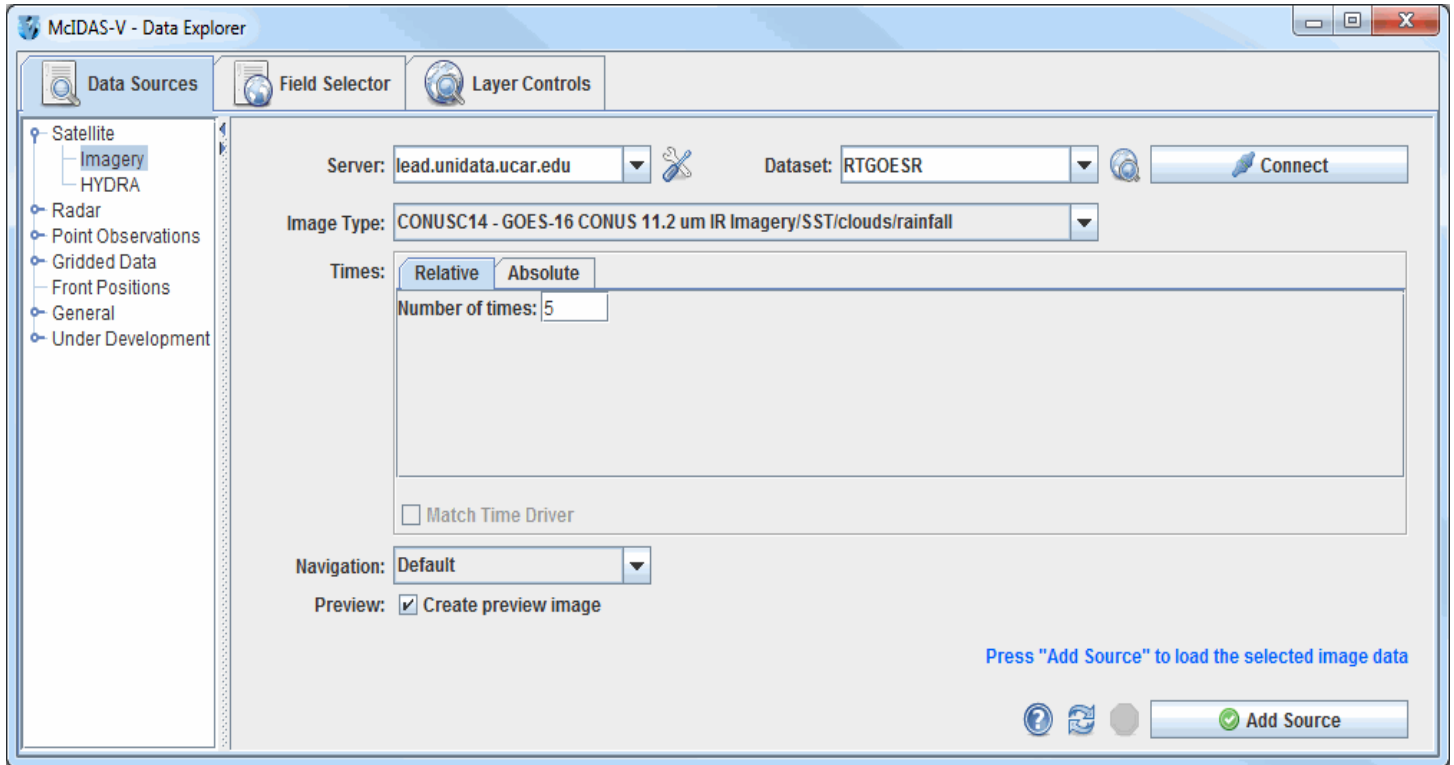 McIDAS-V - Data Explorer
Data Sources Field Selector Layer Controls
Satellite
Imagery
HYDRA
Radar
Point Observations
Gridded Data
Front Positions
General
Under Development
Server: lead.unidata.ucar.edu Dataset: RTGOESR Connect
Image Type: CONUSC14 - GOES-16 CONUS 11.2 um IR Imagery/SST/clouds/rainfall
Times: Relative Absolute
Number of times: 5
Match Time Driver
Navigation: Default
Preview: Create preview image
Press "Add Source" to load the selected image data
Add Source